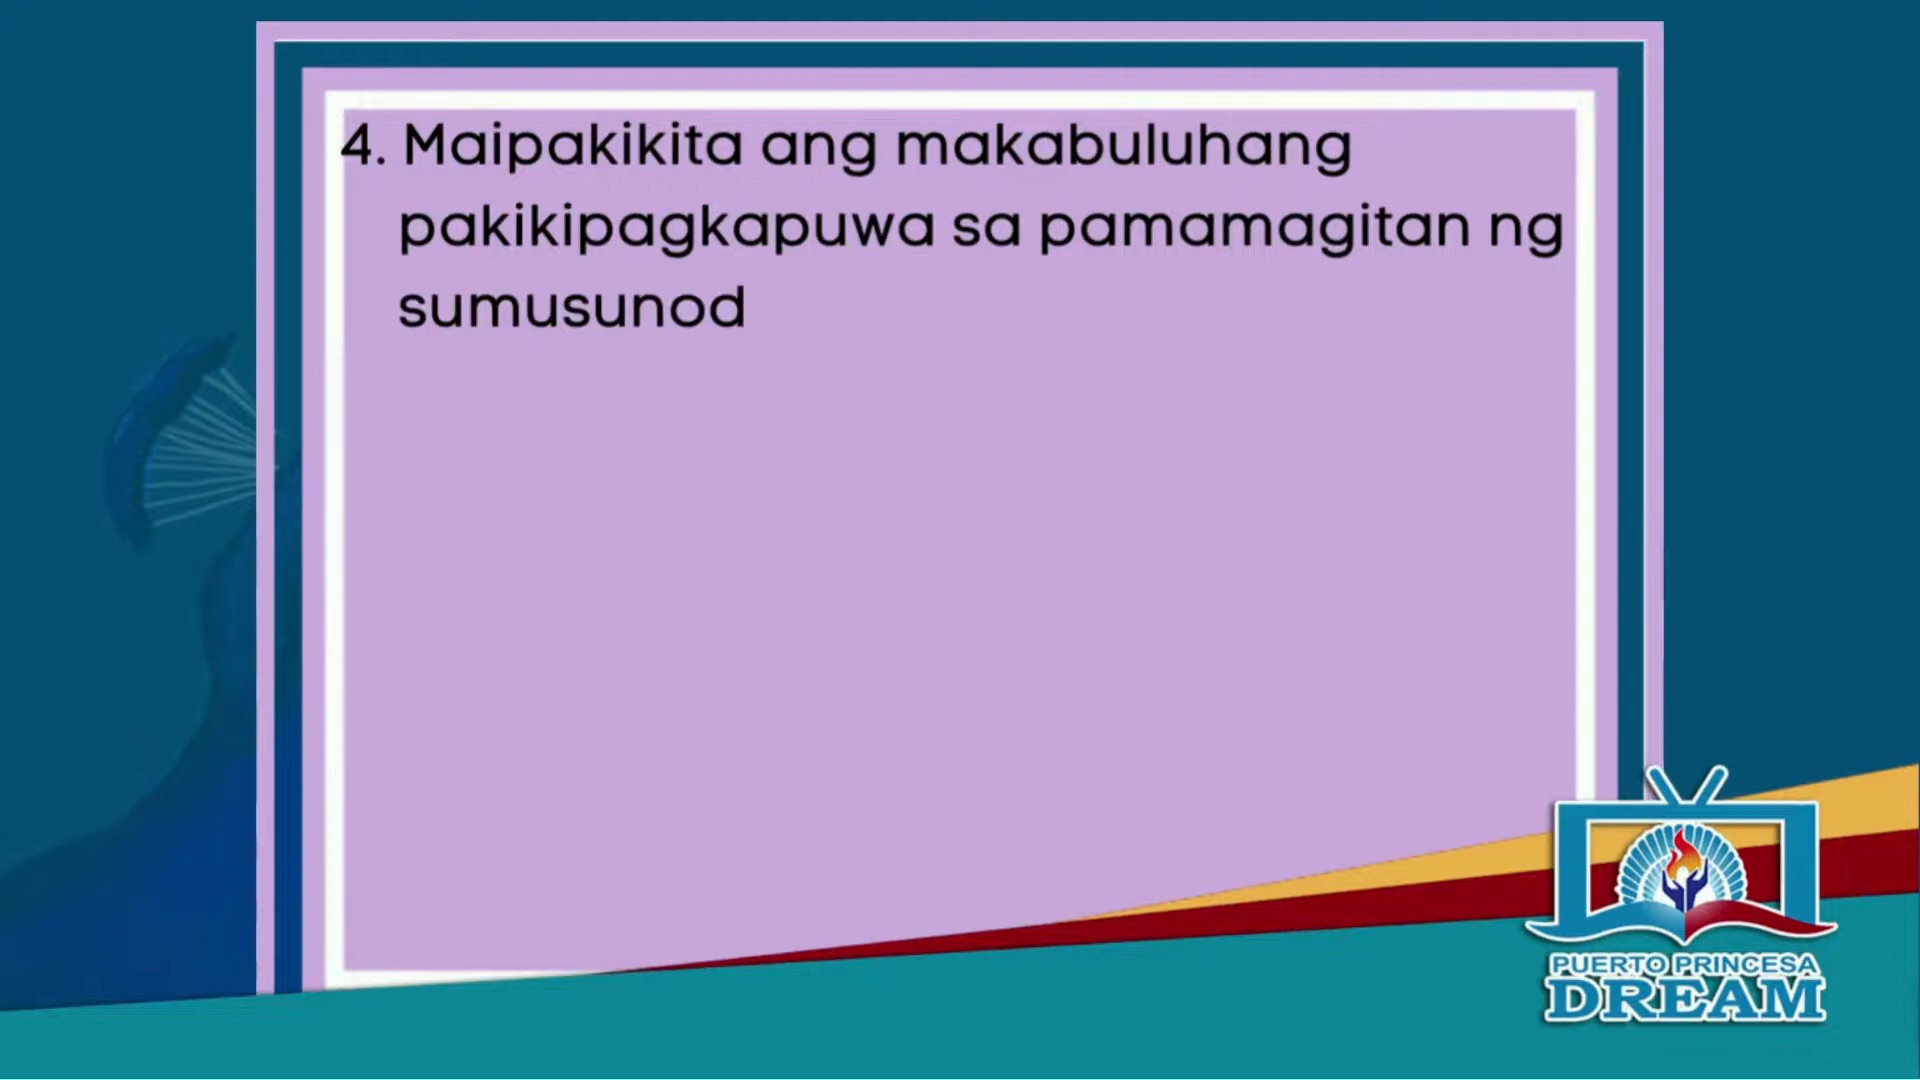 4. Maipakikita ang makabuluhang
pakikipagkapuwa sa pamamagitan ng
sumusunod
PUERTO PRINCESA
DREAM